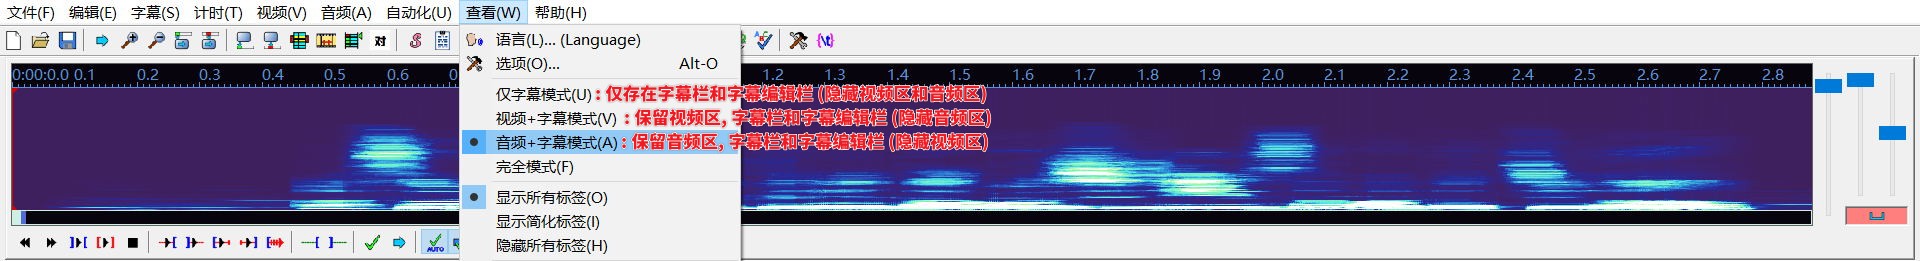 文件(F) 编辑(E) 字幕(S) 计时(T) 视频(V) 音频(A) 自动化(U) 查看(W) 帮助(H)
语言(L)... (Language)
对
选项(O)... Alt-O
0:00:0.0 0.1 0.2 0.3 0.4 0.5 0.6 1.2 1.3 1.4 1.5 1.6 1.7 1.8 1.9 2.0 2.1 2.2 2.3 2.4 2.5 2.6 2.7 2.8
仅字幕模式(U) : 仅存在字幕栏和字幕编辑栏 (隐藏视频区和音频区)
视频+字幕模式(V) : 保留视频区, 字幕栏和字幕编辑栏 (隐藏音频区)
音频+字幕模式(A) : 保留音频区, 字幕栏和字幕编辑栏 (隐藏视频区)
完全模式(F)
显示所有标签(O)
显示简化标签(I)
隐藏所有标签(H)
AUTO